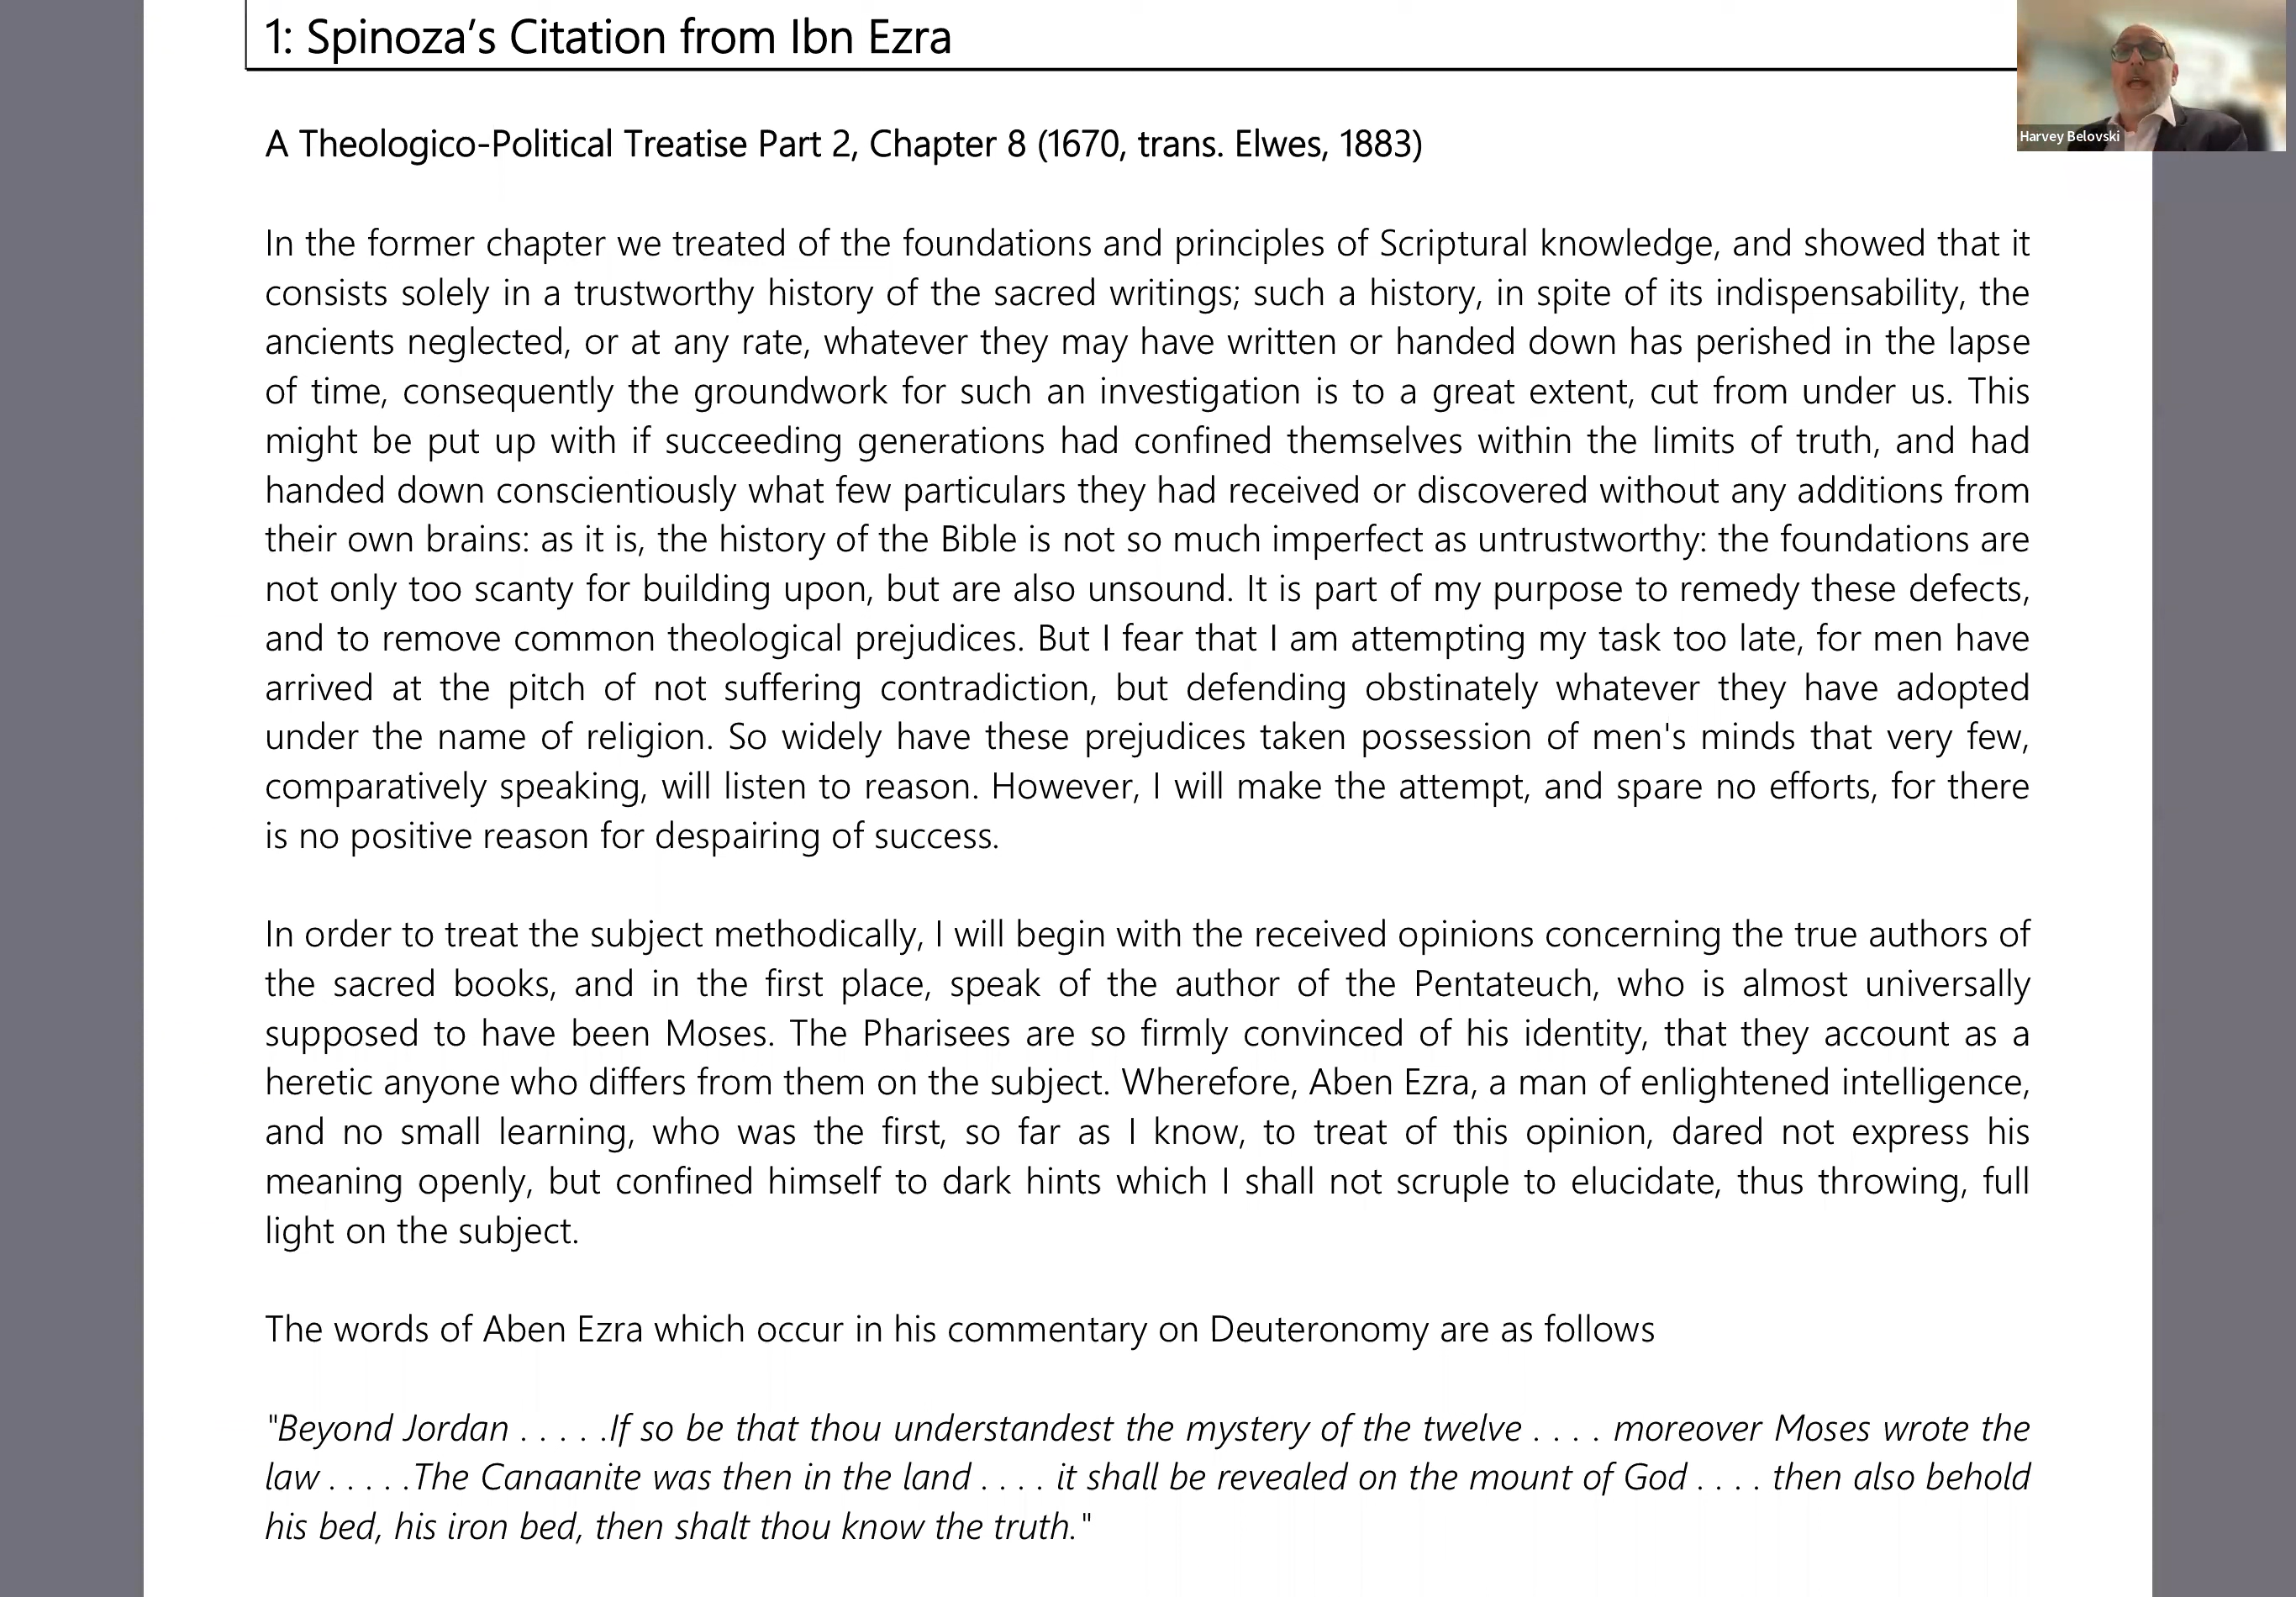 1: Spinoza’s Citation from Ibn Ezra
Harvey Belovski
A Theologico-Political Treatise Part 2, Chapter 8 (1670, trans. Elwes, 1883)
In the former chapter we treated of the foundations and principles of Scriptural knowledge, and showed that it
consists solely in a trustworthy history of the sacred writings; such a history, in spite of its indispensability, the
ancients neglected, or at any rate, whatever they may have written or handed down has perished in the lapse
of time, consequently the groundwork for such an investigation is to a great extent, cut from under us. This
might be put up with if succeeding generations had confined themselves within the limits of truth, and had
handed down conscientiously what few particulars they had received or discovered without any additions from
their own brains: as it is, the history of the Bible is not so much imperfect as untrustworthy: the foundations are
not only too scanty for building upon, but are also unsound. It is part of my purpose to remedy these defects,
and to remove common theological prejudices. But I fear that I am attempting my task too late, for men have
arrived at the pitch of not suffering contradiction, but defending obstinately whatever they have adopted
under the name of religion. So widely have these prejudices taken possession of men's minds that very few,
comparatively speaking, will listen to reason. However, I will make the attempt, and spare no efforts, for there
is no positive reason for despairing of success.
In order to treat the subject methodically, I will begin with the received opinions concerning the true authors of
the sacred books, and in the first place, speak of the author of the Pentateuch, who is almost universally
supposed to have been Moses. The Pharisees are so firmly convinced of his identity, that they account as a
heretic anyone who differs from them on the subject. Wherefore, Aben Ezra, a man of enlightened intelligence,
and no small learning, who was the first, so far as I know, to treat of this opinion, dared not express his
meaning openly, but confined himself to dark hints which I shall not scruple to elucidate, thus throwing, full
light on the subject.
The words of Aben Ezra which occur in his commentary on Deuteronomy are as follows
"Beyond Jordan . . . . .If so be that thou understandest the mystery of the twelve . . . . moreover Moses wrote the
law . . . . .The Canaanite was then in the land . . . . it shall be revealed on the mount of God . . . . then also behold
his bed, his iron bed, then shalt thou know the truth."